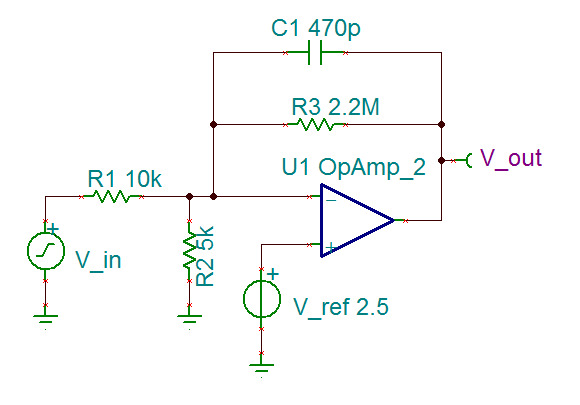 C1 470p
R3 2.2M
U1 OpAmp_2
V_out
R1 10k
−
+
+
V_in
R2 5k
+
V_ref 2.5